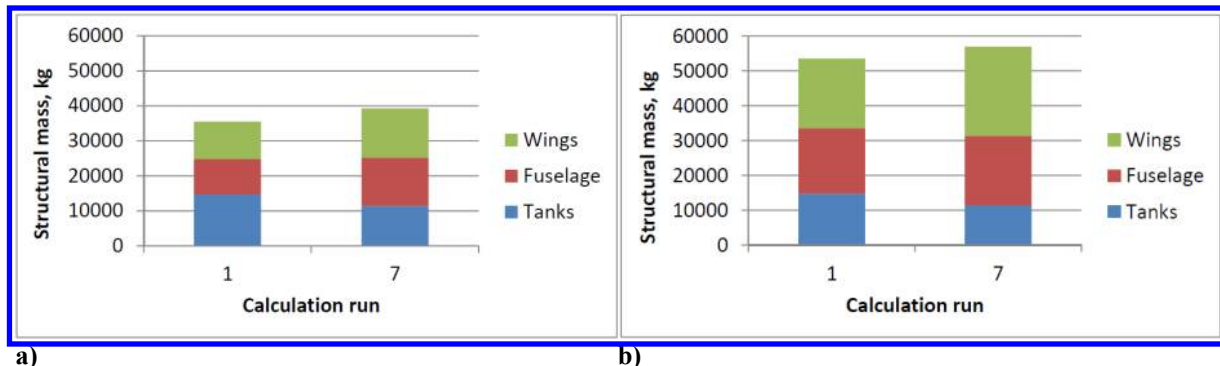 Structural mass, kg
60000
50000
40000
30000
20000
10000
0
1
7
Calculation run
Wings
Fuselage
Tanks
Structural mass, kg
60000
50000
40000
30000
20000
10000
0
1
7
Calculation run
Wings
Fuselage
Tanks
a)
b)